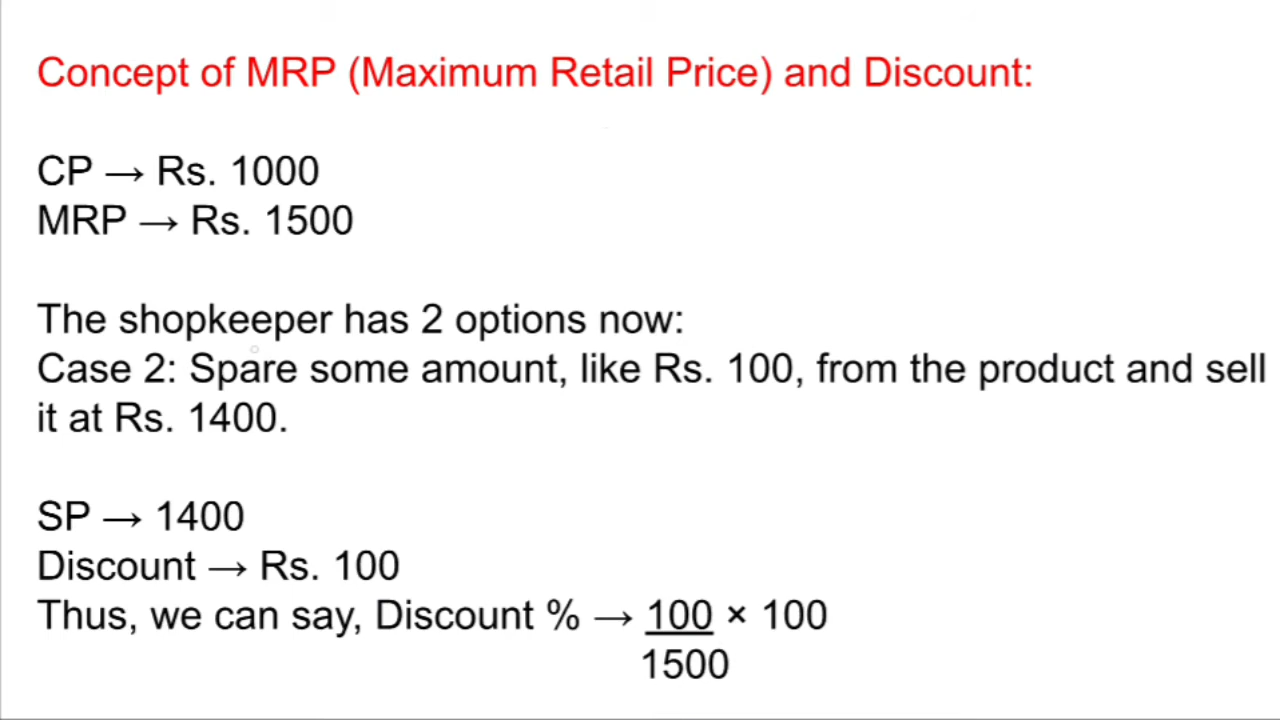 Concept of MRP (Maximum Retail Price) and Discount:
CP → Rs. 1000
MRP → Rs. 1500
The shopkeeper has 2 options now:
Case 2: Spare some amount, like Rs. 100, from the product and sell
it at Rs. 1400.
SP → 1400
Discount → Rs. 100
Thus, we can say, Discount % → 100 × 100
1500